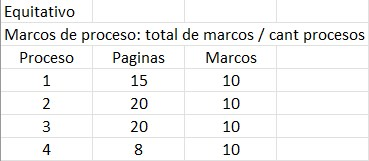 Equitativo
Marcos de proceso: total de marcos / cant procesos
Proceso Paginas Marcos
1 15 10
2 20 10
3 20 10
4 8 10